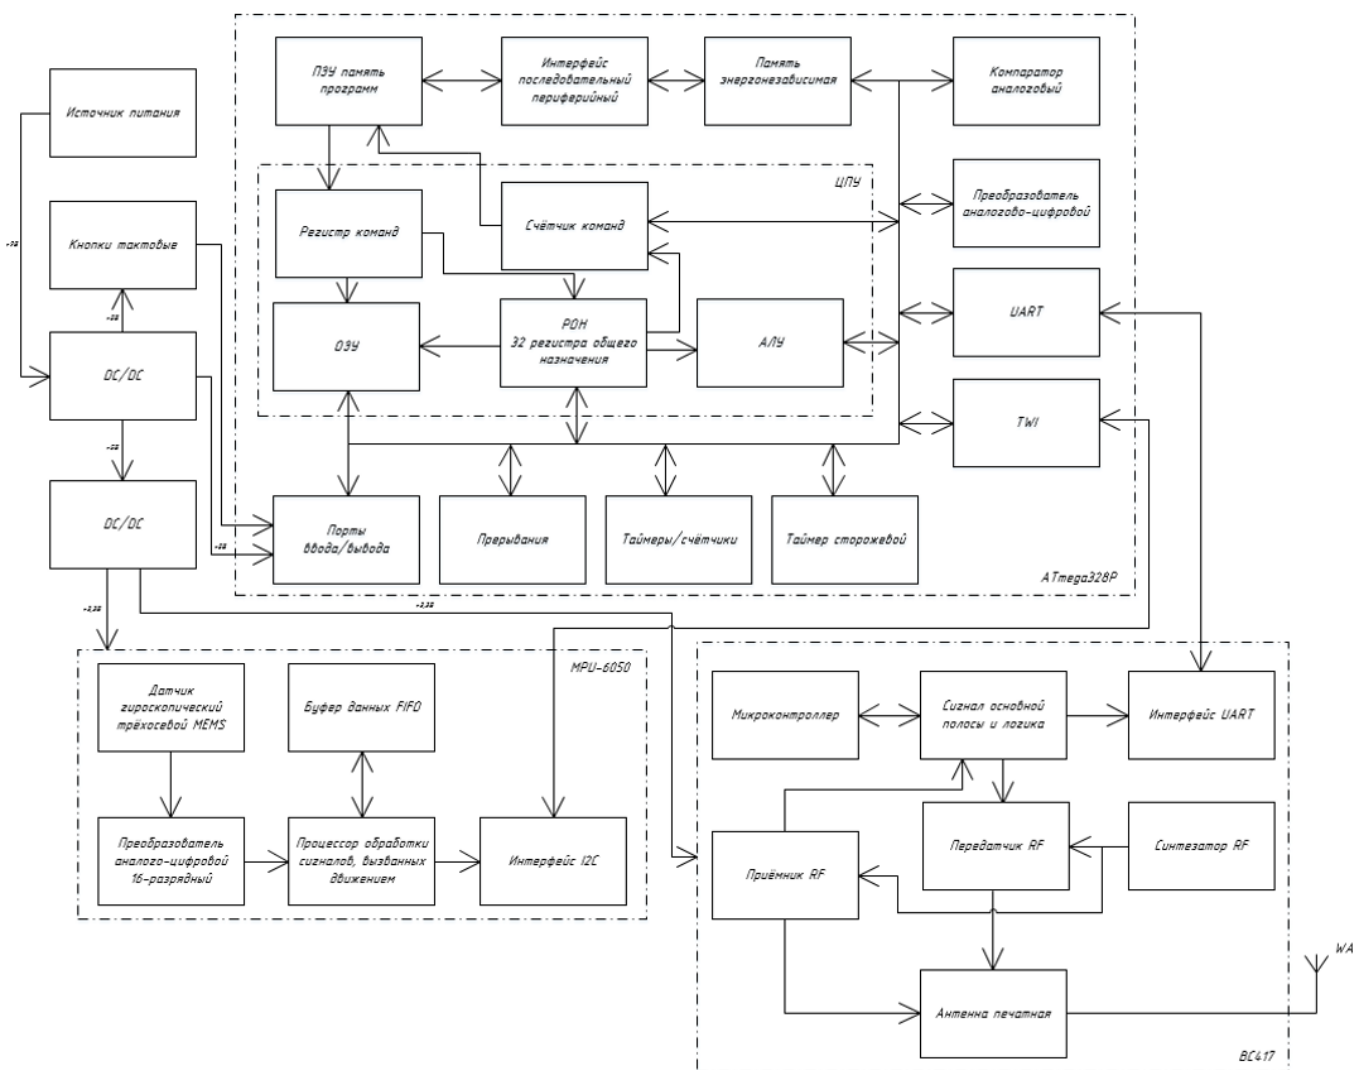 ПЗУ память
программ
Интерфейс
последовательный
периферийный
Память
энергонезависимая
Компаратор
аналоговый
Источник питания
ЦПУ
Преобразователь
аналогово-цифровой
Кнопки тактовые
Регистр команд
Счётчик команд
UART
ОЗУ
РОН
32 регистра общего
назначения
АЛУ
DC/DC
TWI
DC/DC
Порты
ввода/вывода
Прерывания
Таймеры/счётчики
Таймер сторожевой
ATmega328P
+3,3В
+3,3В
MPU-6050
Датчик
гироскопический
трёхосевой MEMS
Буфер данных FIFO
Микроконтроллер
Сигнал основной
полосы и логика
Интерфейс UART
Преобразователь
аналого-цифровой
16-разрядный
Процессор обработки
сигналов, вызванных
движением
Интерфейс I2C
Приёмник RF
Передатчик RF
Синтезатор RF
WA
Антенна печатная
BC417